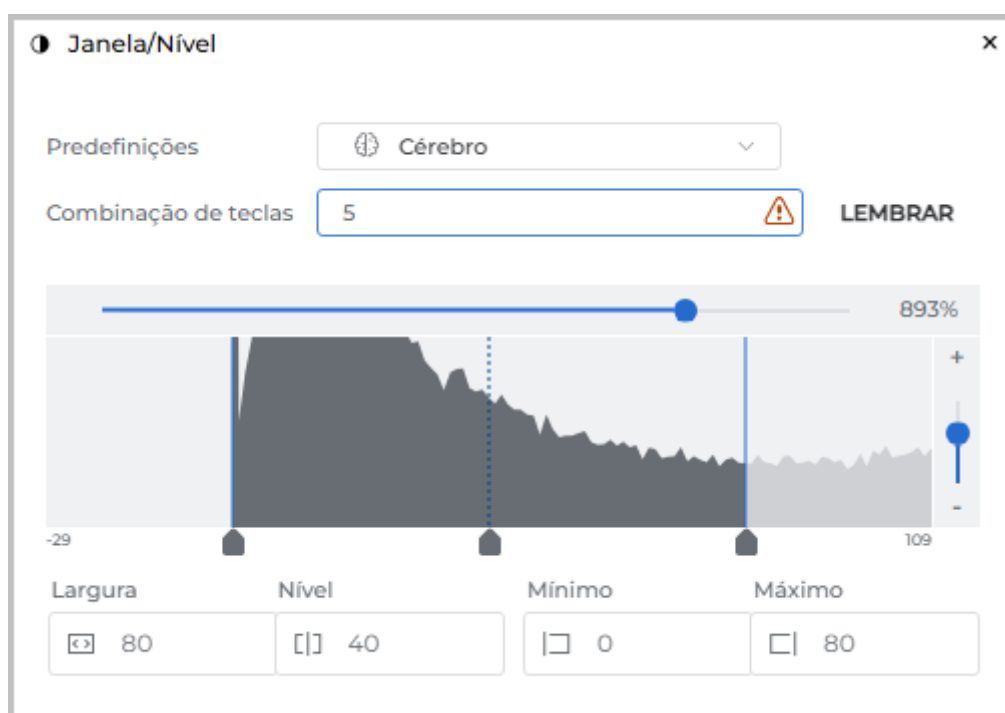 Janela/Nível
Predefinições Cérebro
Combinação de teclas 5 LEMBRAR
893%
+
-
-29 109
Largura Nível Mínimo Máximo
80 40 0 80